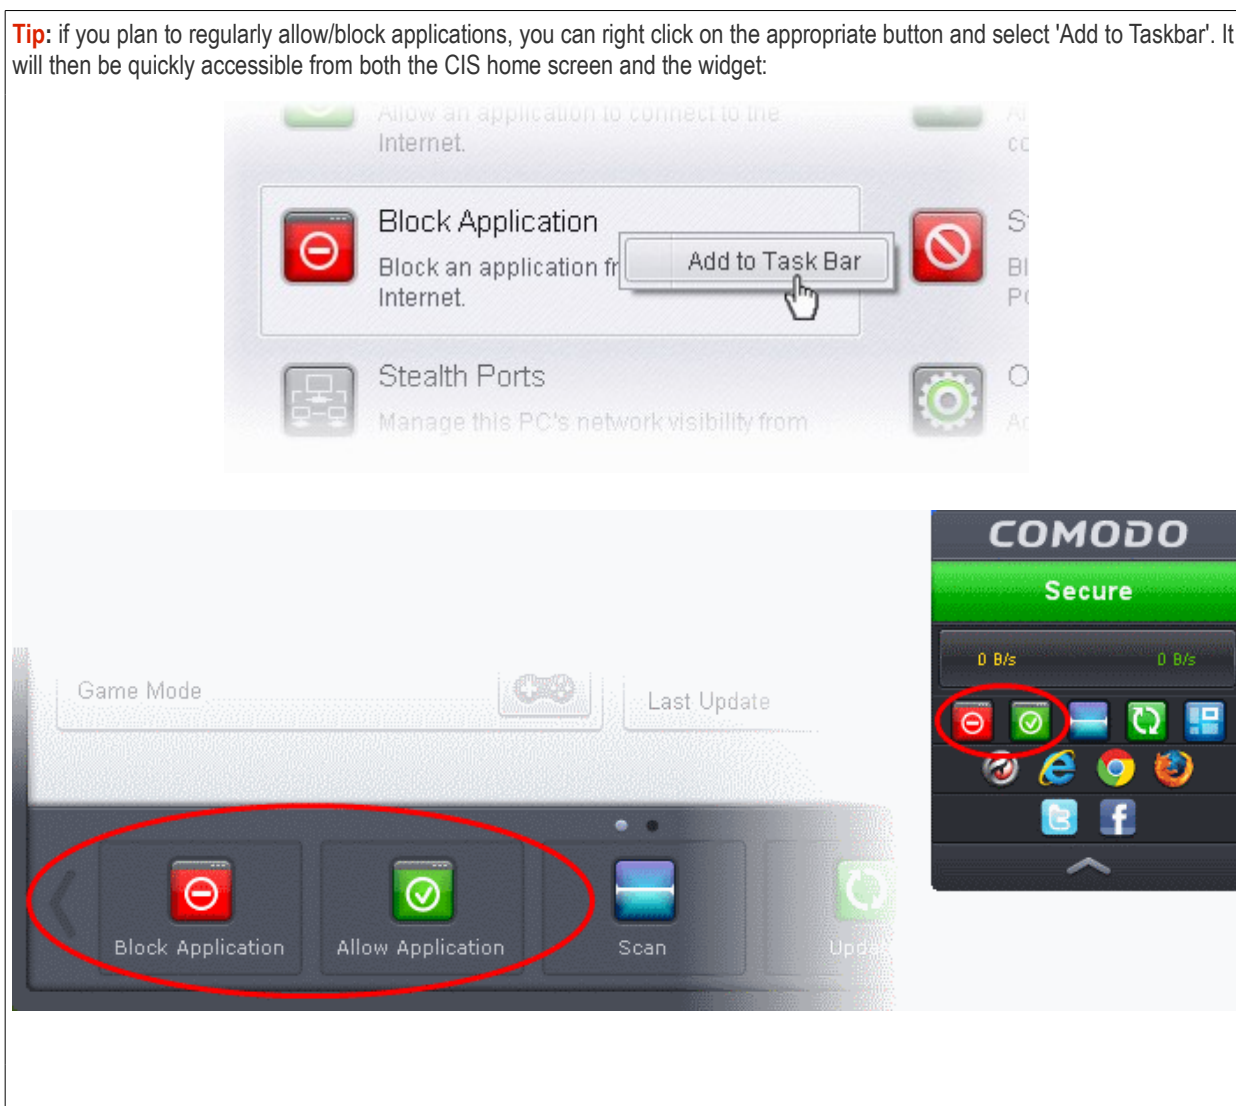 Tip: if you plan to regularly allow/block applications, you can right click on the appropriate button and select 'Add to Taskbar'. It
will then be quickly accessible from both the CIS home screen and the widget:
Allow an application to connect to the
Internet.
Block Application
Block an application fr
Internet.
Add to Task Bar
Stealth Ports
Manage this PC's network visibility from
COMODO
Secure
0 B/s 0 B/s
Game Mode
Last Update
Block Application
Allow Application
Scan